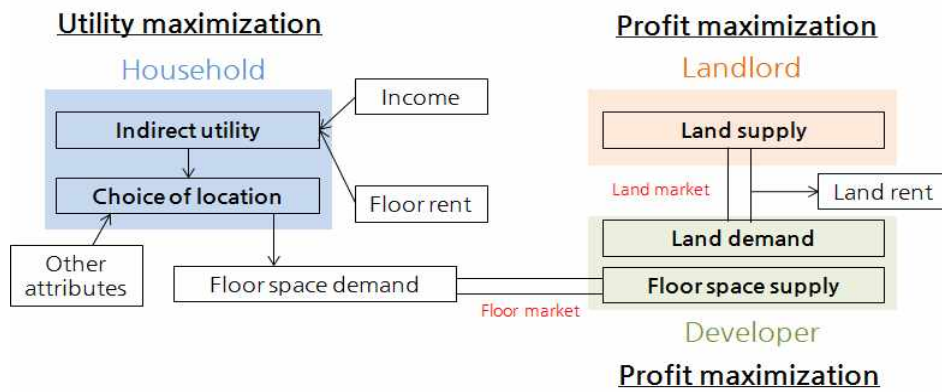 Utility maximization
Household
Indirect utility
Choice of location
Income
Floor rent
Other
attributes
Floor space demand
Floor market
Profit maximization
Landlord
Land supply
Land market
Land rent
Land demand
Floor space supply
Developer
Profit maximization